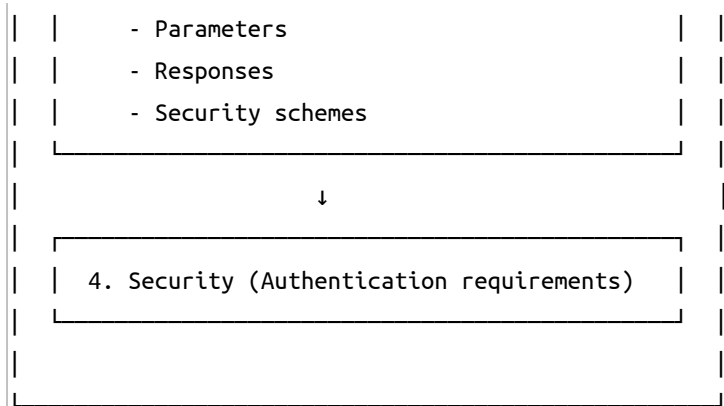 - Parameters
- Responses
- Security schemes
↓
4. Security (Authentication requirements)